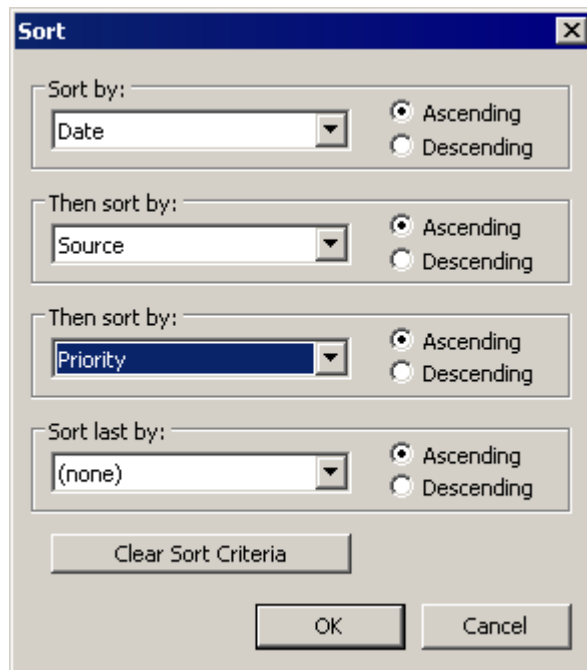 Sort
Sort by:
Date
Ascending
Descending
Then sort by:
Source
Ascending
Descending
Then sort by:
Priority
Ascending
Descending
Sort last by:
(none)
Ascending
Descending
Clear Sort Criteria
OK
Cancel